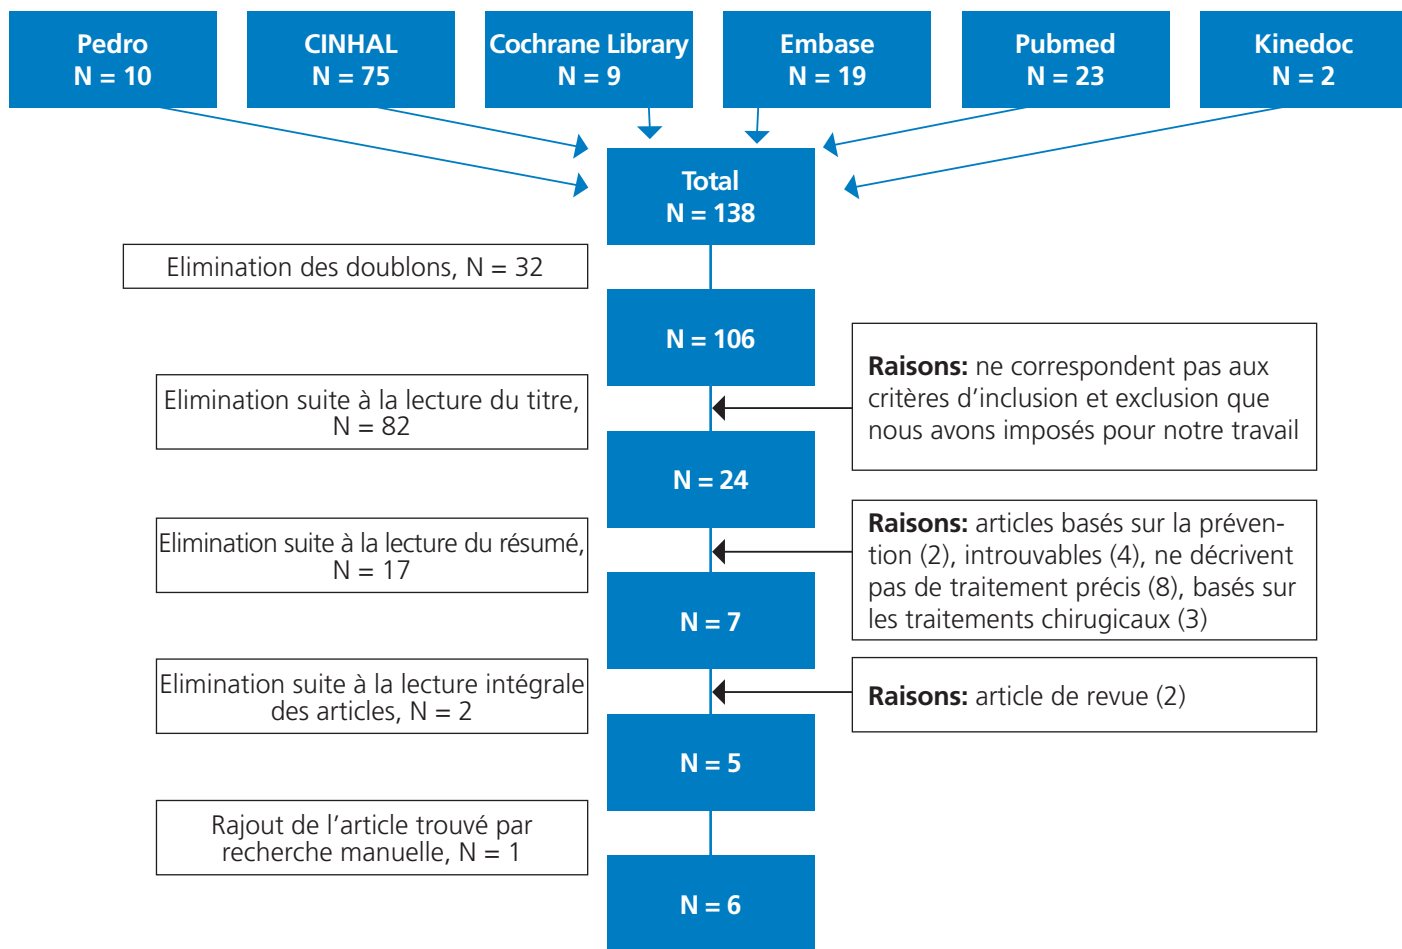 Pedro
N = 10
CINHAL
N = 75
Cochrane Library
N = 9
Embase
N = 19
Pubmed
N = 23
Kinedoc
N = 2
Total
N = 138
Elimination des doublons, N = 32
N = 106
Raisons: ne correspondent pas aux
critères d’inclusion et exclusion que
nous avons imposés pour notre travail
Elimination suite à la lecture du titre,
N = 82
N = 24
Raisons: articles basés sur la préven-
tion (2), introuvables (4), ne décrivent
pas de traitement précis (8), basés sur
les traitements chirugicaux (3)
Elimination suite à la lecture du résumé,
N = 17
N = 7
Elimination suite à la lecture intégrale
des articles, N = 2
Raisons: article de revue (2)
N = 5
Rajout de l’article trouvé par
recherche manuelle, N = 1
N = 6